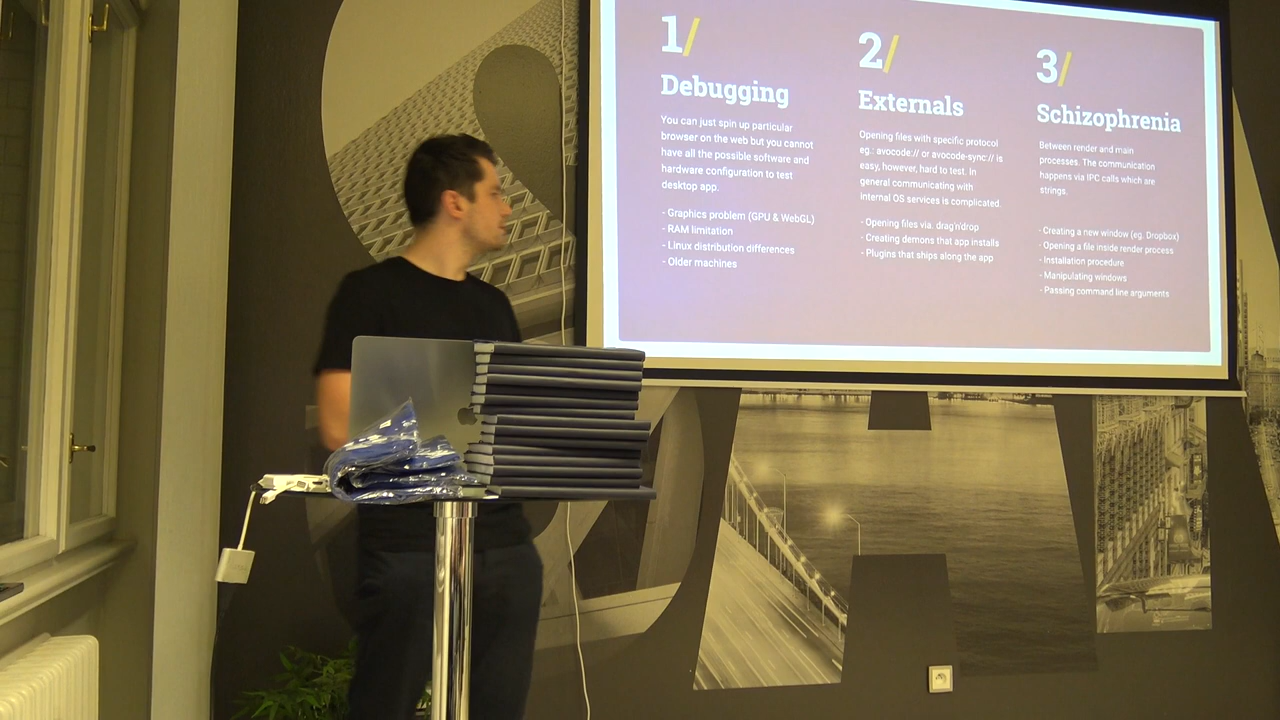 1/
Debugging
You can just spin up particular
browser on the web but you cannot
have all the possible software and
hardware configuration to test
desktop app.
- Graphics problem (GPU & WebGL)
- RAM limitation
- Linux distribution differences
- Older machines
2/
Externals
Opening files with specific protocol
eg.: avocode:// or avocode-sync:// is
easy, however, hard to test. In
general communicating with
internal OS services is complicated.
- Opening files via. drag'n'drop
- Creating demons that app installs
- Plugins that ships along the app
3/
Schizophrenia
Between render and main
processes. The communication
happens via IPC calls which are
strings.
- Creating a new window (eg. Dropbox)
- Opening a file inside render process
- Installation procedure
- Manipulating windows
- Passing command line arguments